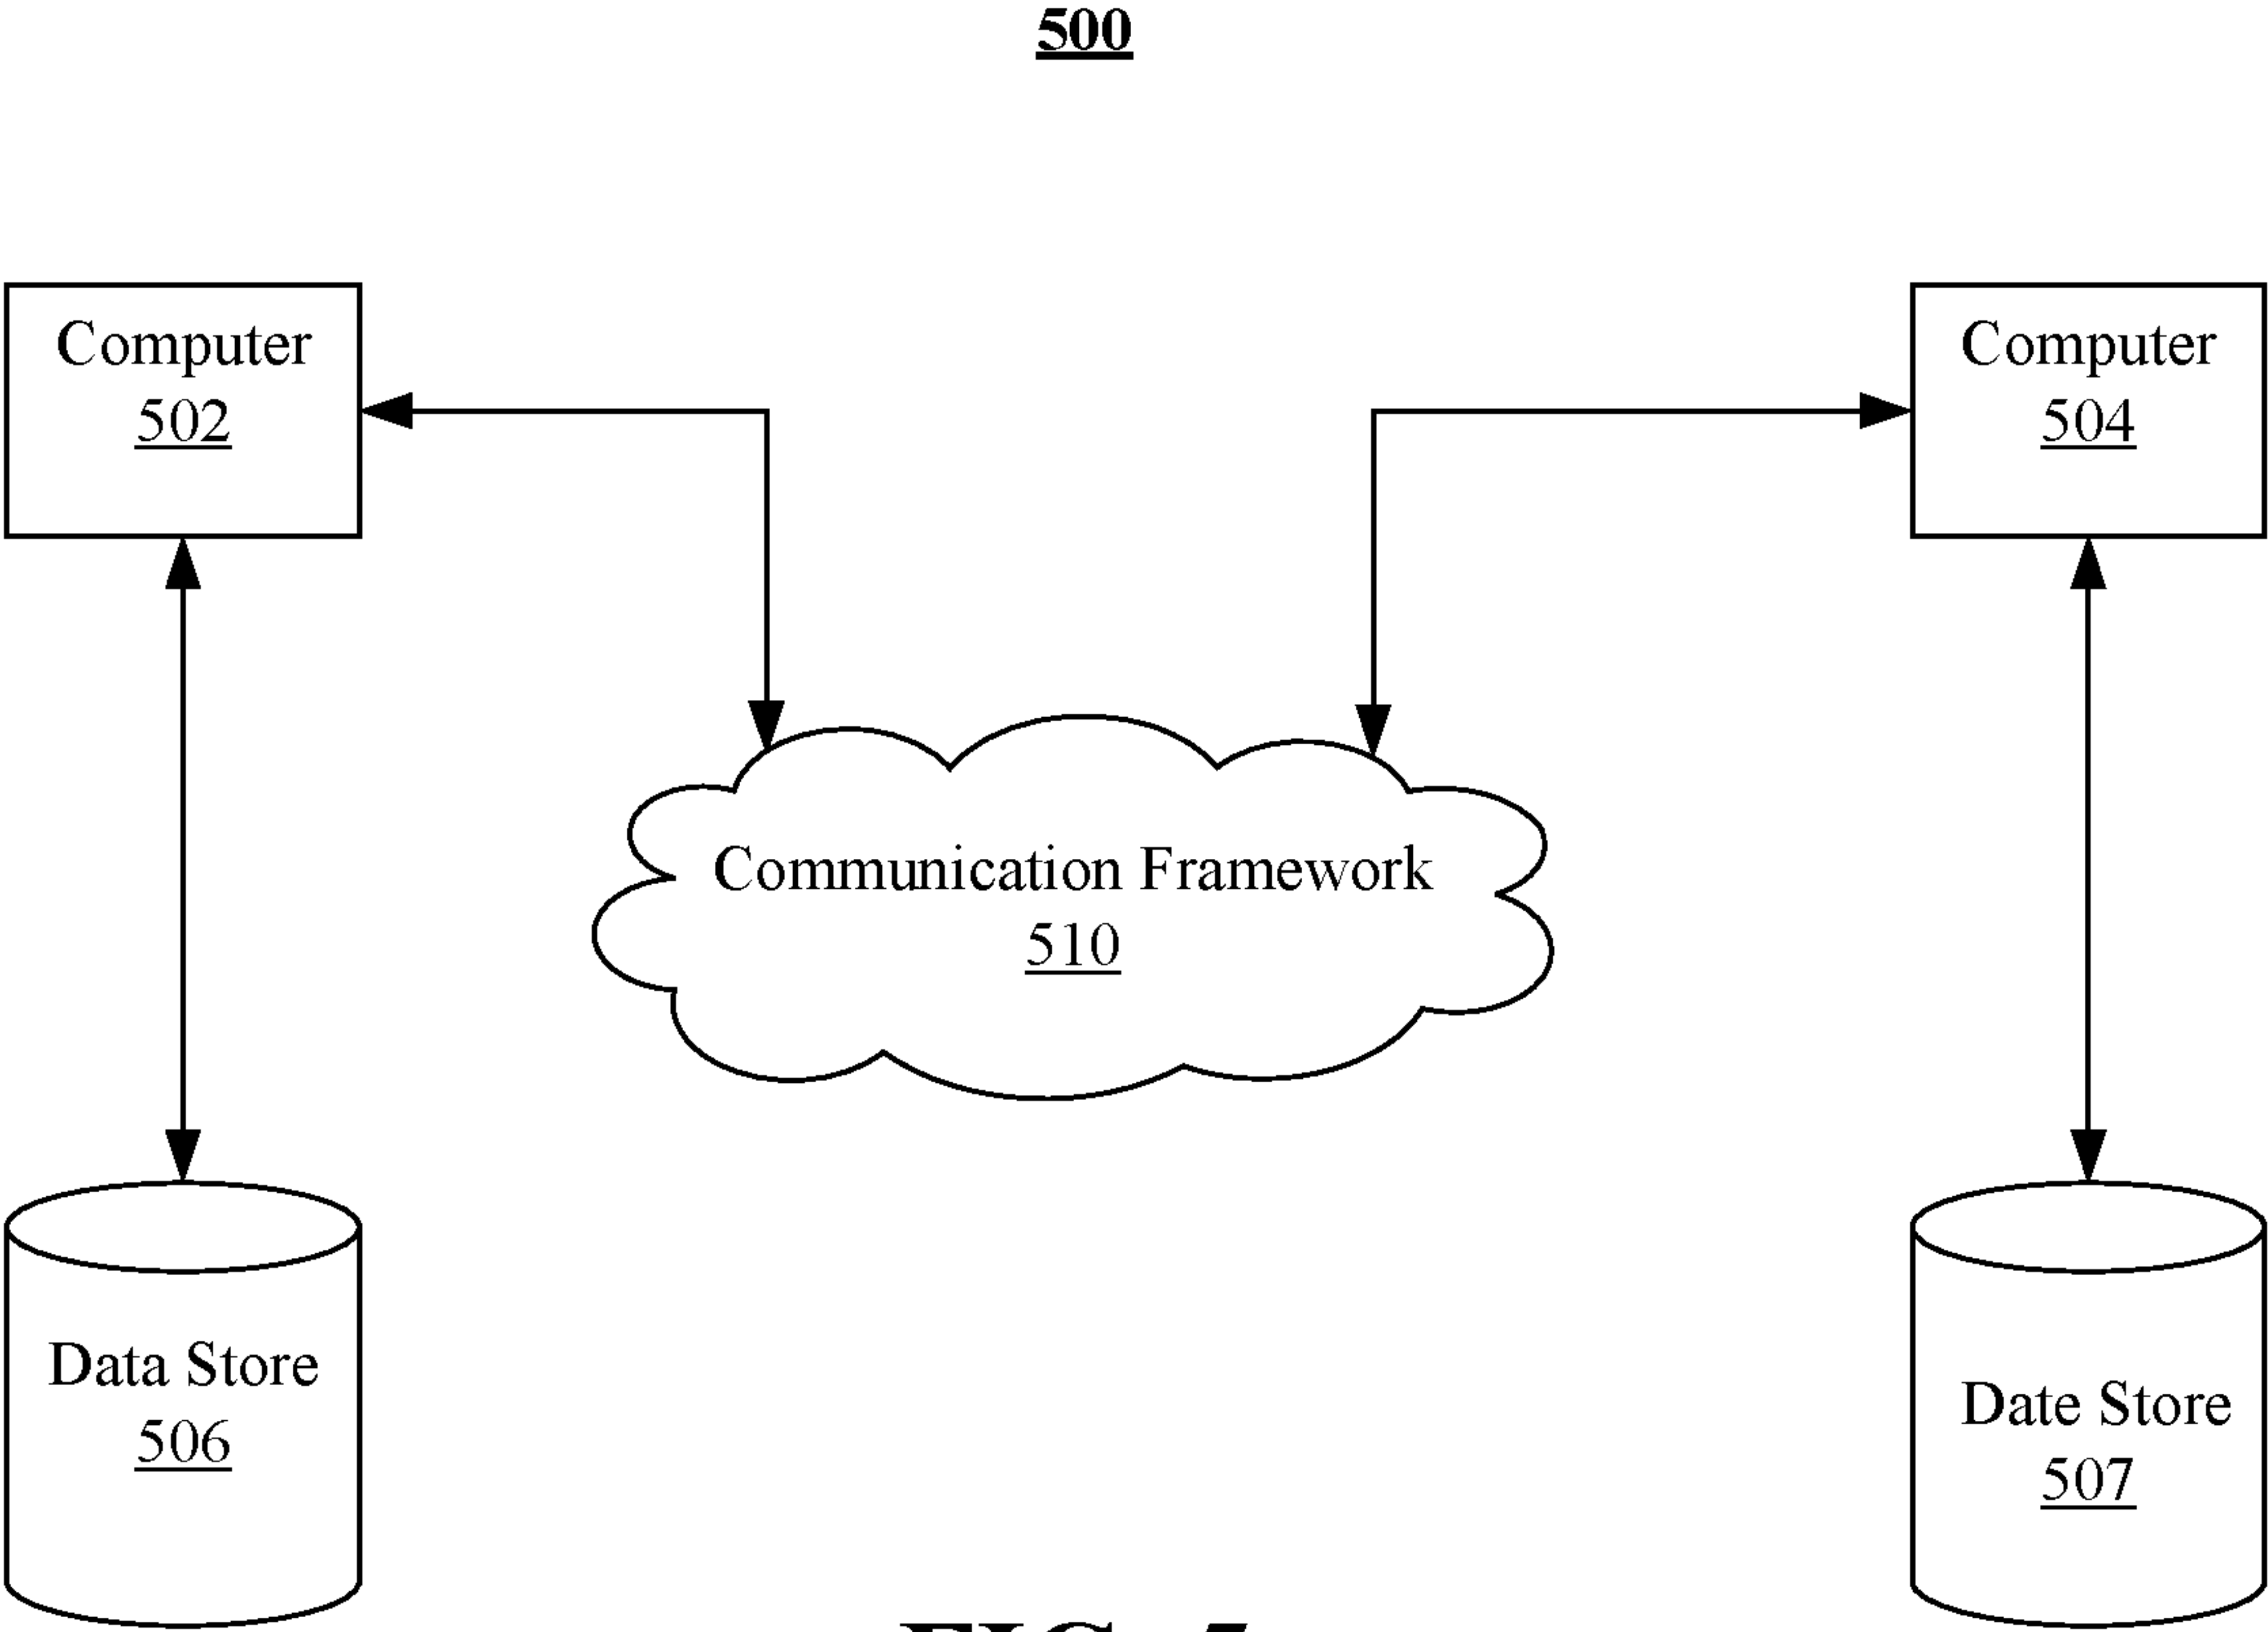 500
Computer
502
Computer
504
Communication Framework
510
Data Store
506
Date Store
507